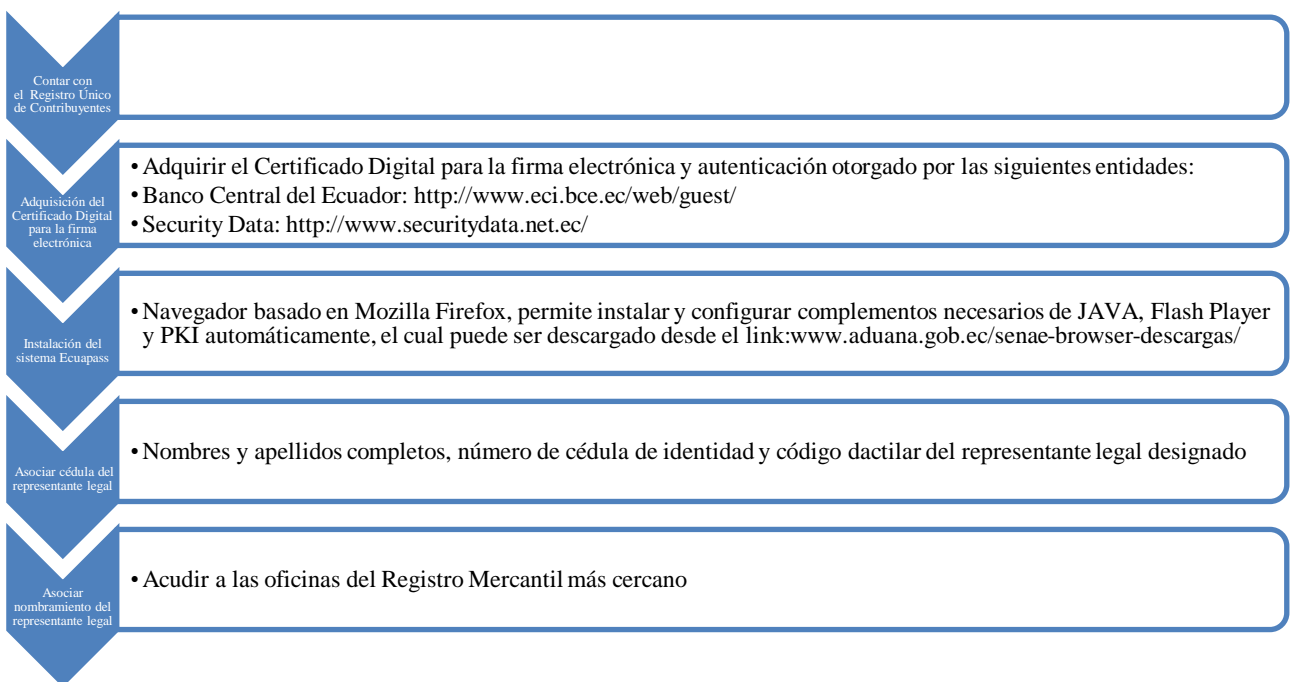 Contar con
el Registro Único
de Contribuyentes
Adquisición del
Certificado Digital
para la firma
electrónica
• Adquirir el Certificado Digital para la firma electrónica y autenticación otorgado por las siguientes entidades:
• Banco Central del Ecuador: http://www.eci.bce.ec/web/guest/
• Security Data: http://www.securitydata.net.ec/
Instalación del
sistema Ecuapass
• Navegador basado en Mozilla Firefox, permite instalar y configurar complementos necesarios de JAVA, Flash Player
y PKI automáticamente, el cual puede ser descargado desde el link:www.aduana.gob.ec/senae-browser-descargas/
Asociar cédula del
representante legal
• Nombres y apellidos completos, número de cédula de identidad y código dactilar del representante legal designado
Asociar
nombramiento del
representante legal
• Acudir a las oficinas del Registro Mercantil más cercano